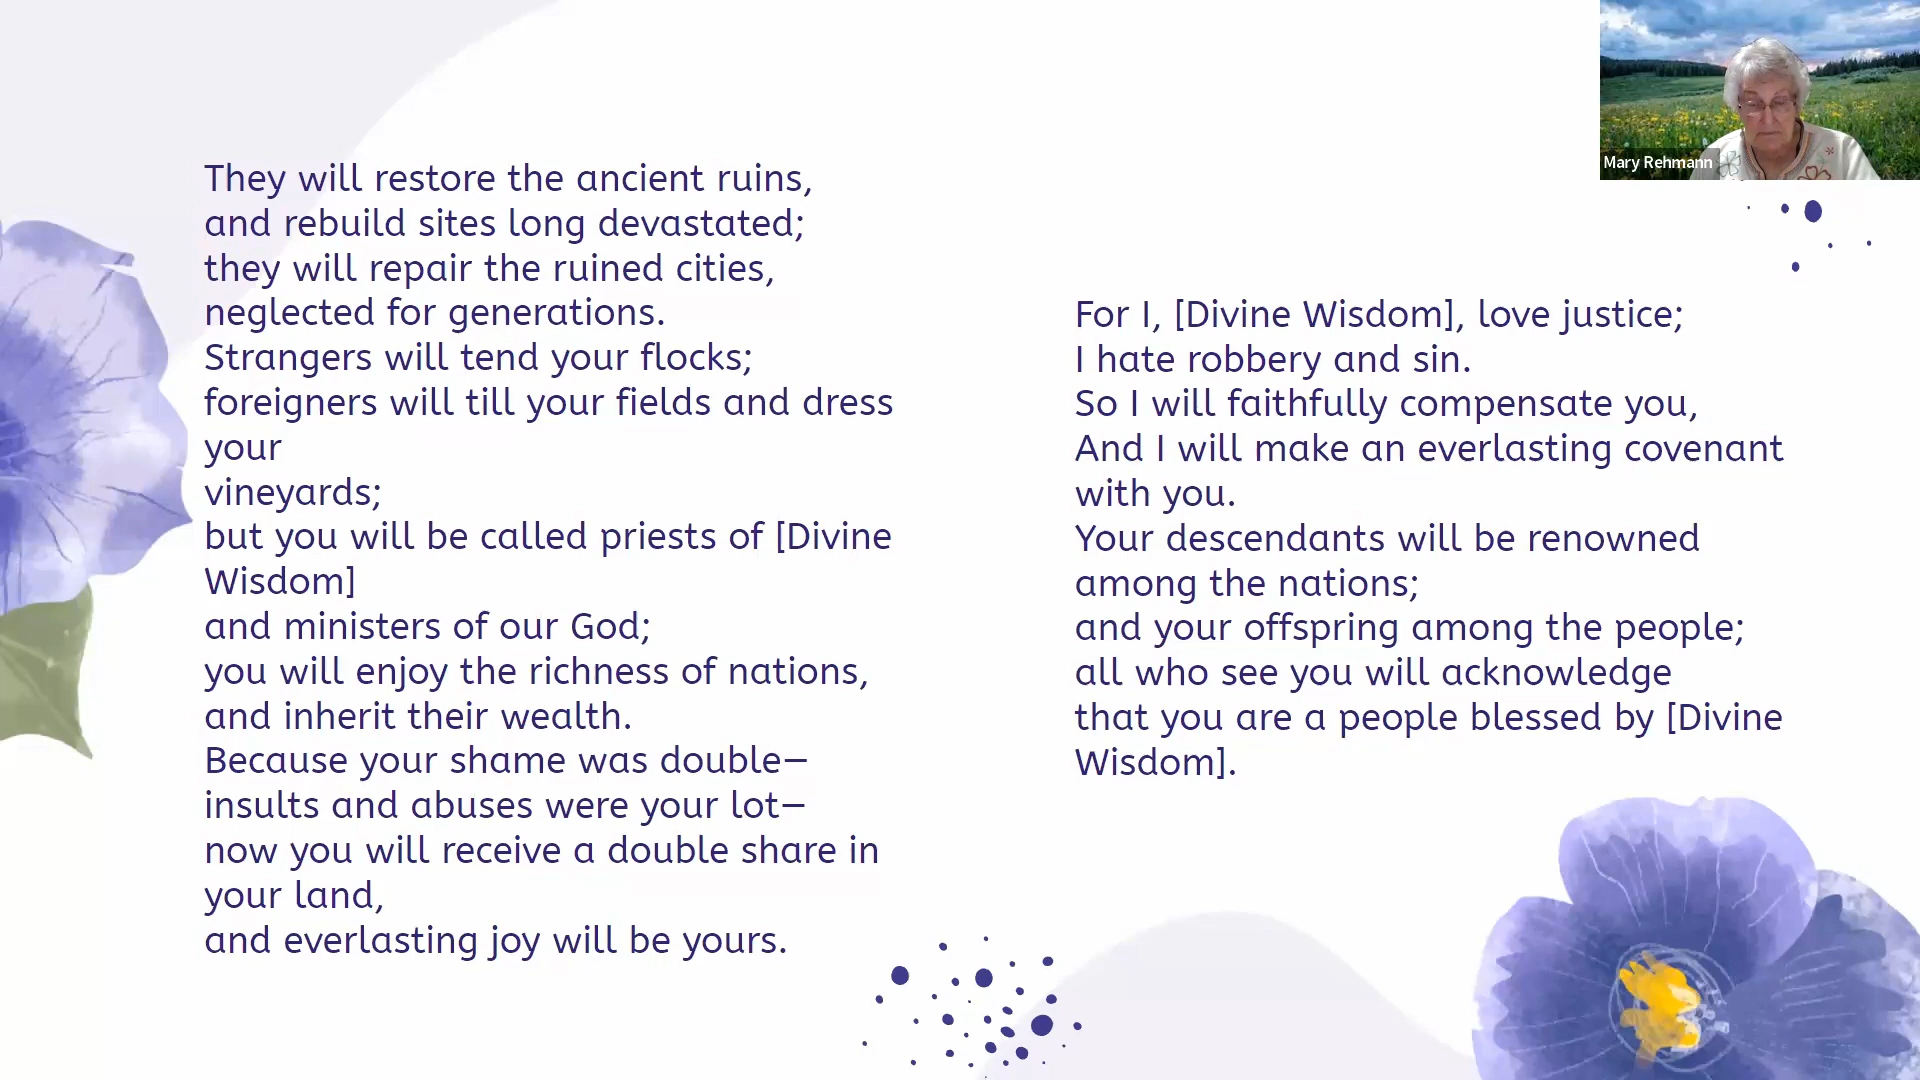 They will restore the ancient ruins,
and rebuild sites long devastated;
they will repair the ruined cities,
neglected for generations.
Strangers will tend your flocks;
foreigners will till your fields and dress
your
vineyards;
but you will be called priests of [Divine
Wisdom]
and ministers of our God;
you will enjoy the richness of nations,
and inherit their wealth.
Because your shame was double—
insults and abuses were your lot—
now you will receive a double share in
your land,
and everlasting joy will be yours.
For I, [Divine Wisdom], love justice;
I hate robbery and sin.
So I will faithfully compensate you,
And I will make an everlasting covenant
with you.
Your descendants will be renowned
among the nations;
and your offspring among the people;
all who see you will acknowledge
that you are a people blessed by [Divine
Wisdom].
Mary Rehmann